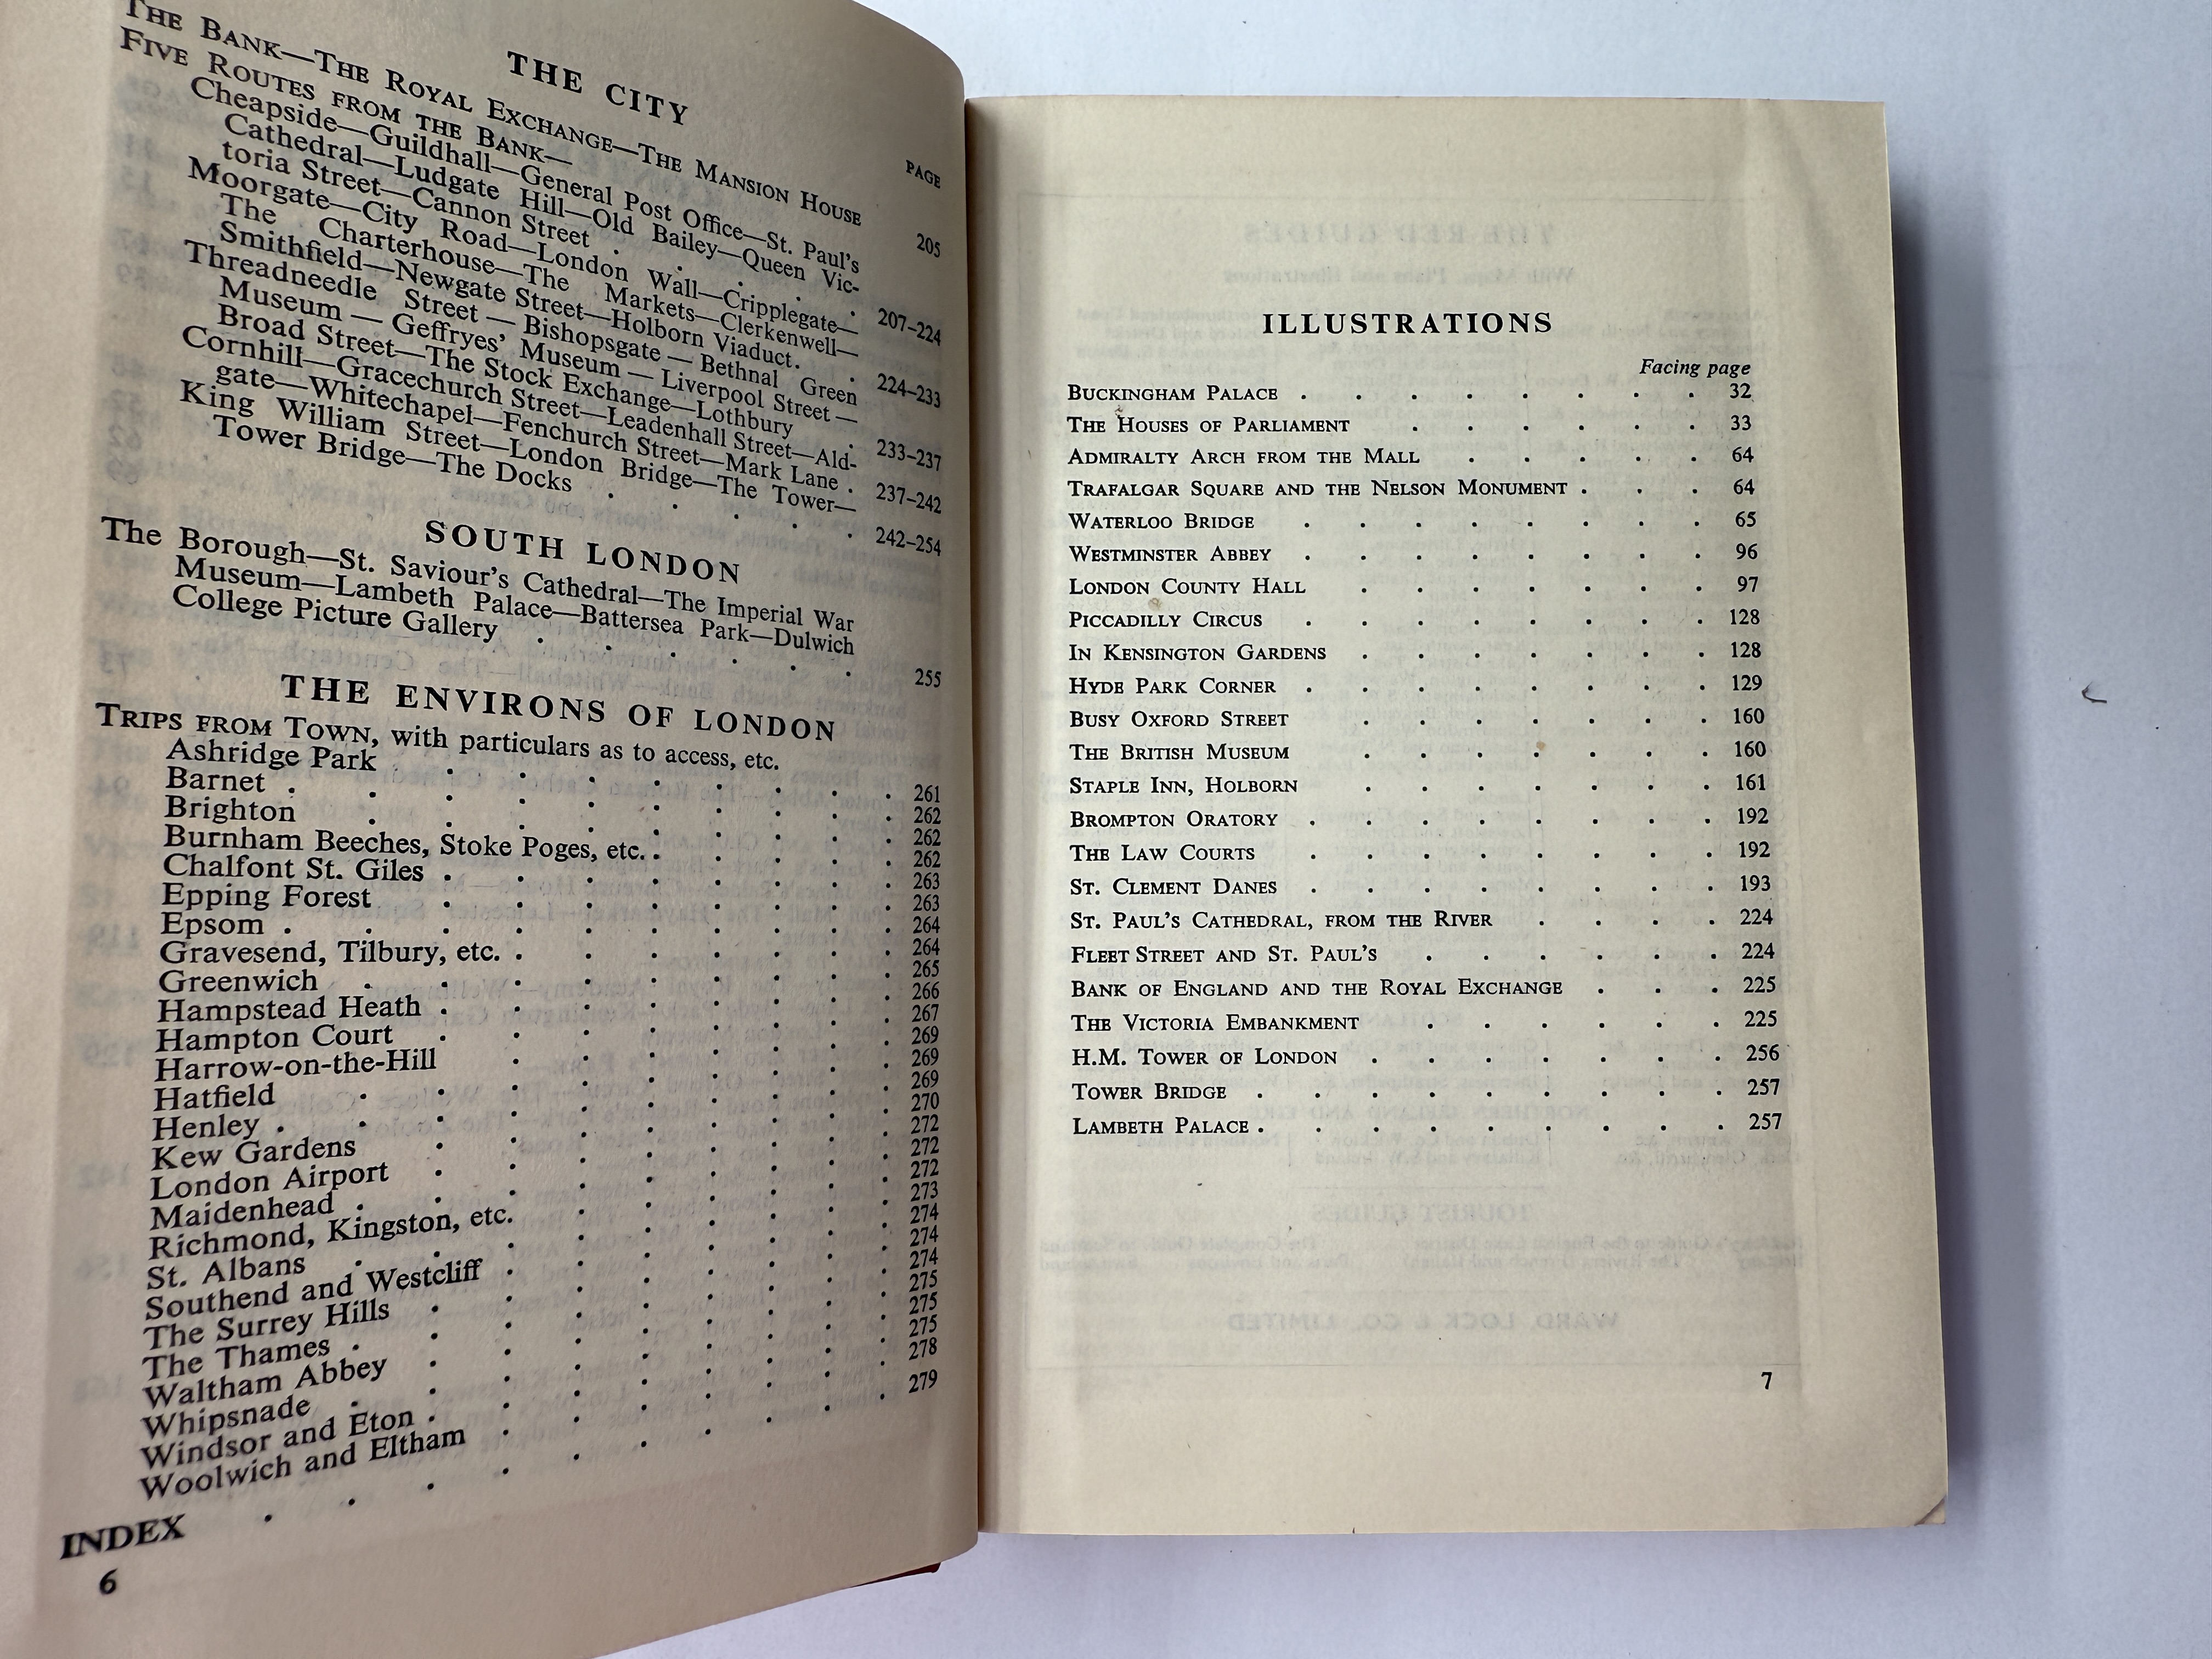 THE CITY
PAGE
THE BANK—THE ROYAL EXCHANGE—THE MANSION HOUSE 205
FIVE ROUTES FROM THE BANK—
Cheapside—Guildhall—General Post Office—St. Paul's
Cathedral—Ludgate Hill—Old Bailey—Queen Vic-
toria Street—Cannon Street . . . . 207–224
Moorgate—City Road—London Wall—Cripplegate—
The Charterhouse—The Markets—Clerkenwell—
Smithfield—Newgate Street—Holborn Viaduct . . 224–233
Threadneedle Street — Bishopsgate — Bethnal Green
Museum — Geffryes' Museum — Liverpool Street —
Broad Street—The Stock Exchange—Lothbury . 233–237
Cornhill—Gracechurch Street—Leadenhall Street—Ald-
gate—Whitechapel—Fenchurch Street—Mark Lane . 237–242
King William Street—London Bridge—The Tower—
Tower Bridge—The Docks . . . . . 242–254
SOUTH LONDON
The Borough—St. Saviour's Cathedral—The Imperial War
Museum—Lambeth Palace—Battersea Park—Dulwich
College Picture Gallery . . . . . . 255
THE ENVIRONS OF LONDON
TRIPS FROM TOWN, with particulars as to access, etc.
Ashridge Park . . . . . . . 261
Barnet . . . . . . . . 262
Brighton . . . . . . . 262
Burnham Beeches, Stoke Poges, etc. . . . . . 262
Chalfont St. Giles . . . . . . . 263
Epping Forest . . . . . . . 263
Epsom . . . . . . . . . 264
Gravesend, Tilbury, etc. . . . . . . 264
Greenwich . . . . . . . . 265
Hampstead Heath . . . . . . . 266
Hampton Court . . . . . . . 267
Harrow-on-the-Hill . . . . . . 269
Hatfield . . . . . . . . 269
Henley . . . . . . . . . 269
Kew Gardens . . . . . . . 270
London Airport . . . . . . . 272
Maidenhead . . . . . . . . 272
Richmond, Kingston, etc. . . . . . 272
St. Albans . . . . . . . . 273
Southend and Westcliff . . . . . . 274
The Surrey Hills . . . . . . . 274
The Thames . . . . . . . . 274
Waltham Abbey . . . . . . . 275
Whipsnade . . . . . . . . 275
Windsor and Eton . . . . . . . 275
Woolwich and Eltham . . . . . . 278
INDEX . . . . . . . . . 279
6
ILLUSTRATIONS
Facing page
BUCKINGHAM PALACE . . . . . . . . 32
THE HOUSES OF PARLIAMENT . . . . . . 33
ADMIRALTY ARCH FROM THE MALL . . . . . 64
TRAFALGAR SQUARE AND THE NELSON MONUMENT . . . 64
WATERLOO BRIDGE . . . . . . . . 65
WESTMINSTER ABBEY . . . . . . . . 96
LONDON COUNTY HALL . . . . . . . 97
PICCADILLY CIRCUS . . . . . . . . 128
IN KENSINGTON GARDENS . . . . . . . 128
HYDE PARK CORNER . . . . . . . . 129
BUSY OXFORD STREET . . . . . . . 160
THE BRITISH MUSEUM . . . . . . . 160
STAPLE INN, HOLBORN . . . . . . . 161
BROMPTON ORATORY . . . . . . . . 192
THE LAW COURTS . . . . . . . . 192
ST. CLEMENT DANES . . . . . . . . 193
ST. PAUL'S CATHEDRAL, FROM THE RIVER . . . . 224
FLEET STREET AND ST. PAUL'S . . . . . . 224
BANK OF ENGLAND AND THE ROYAL EXCHANGE . . . 225
THE VICTORIA EMBANKMENT . . . . . . 225
H.M. TOWER OF LONDON . . . . . . . 256
TOWER BRIDGE . . . . . . . . . 257
LAMBETH PALACE . . . . . . . . . 257
7